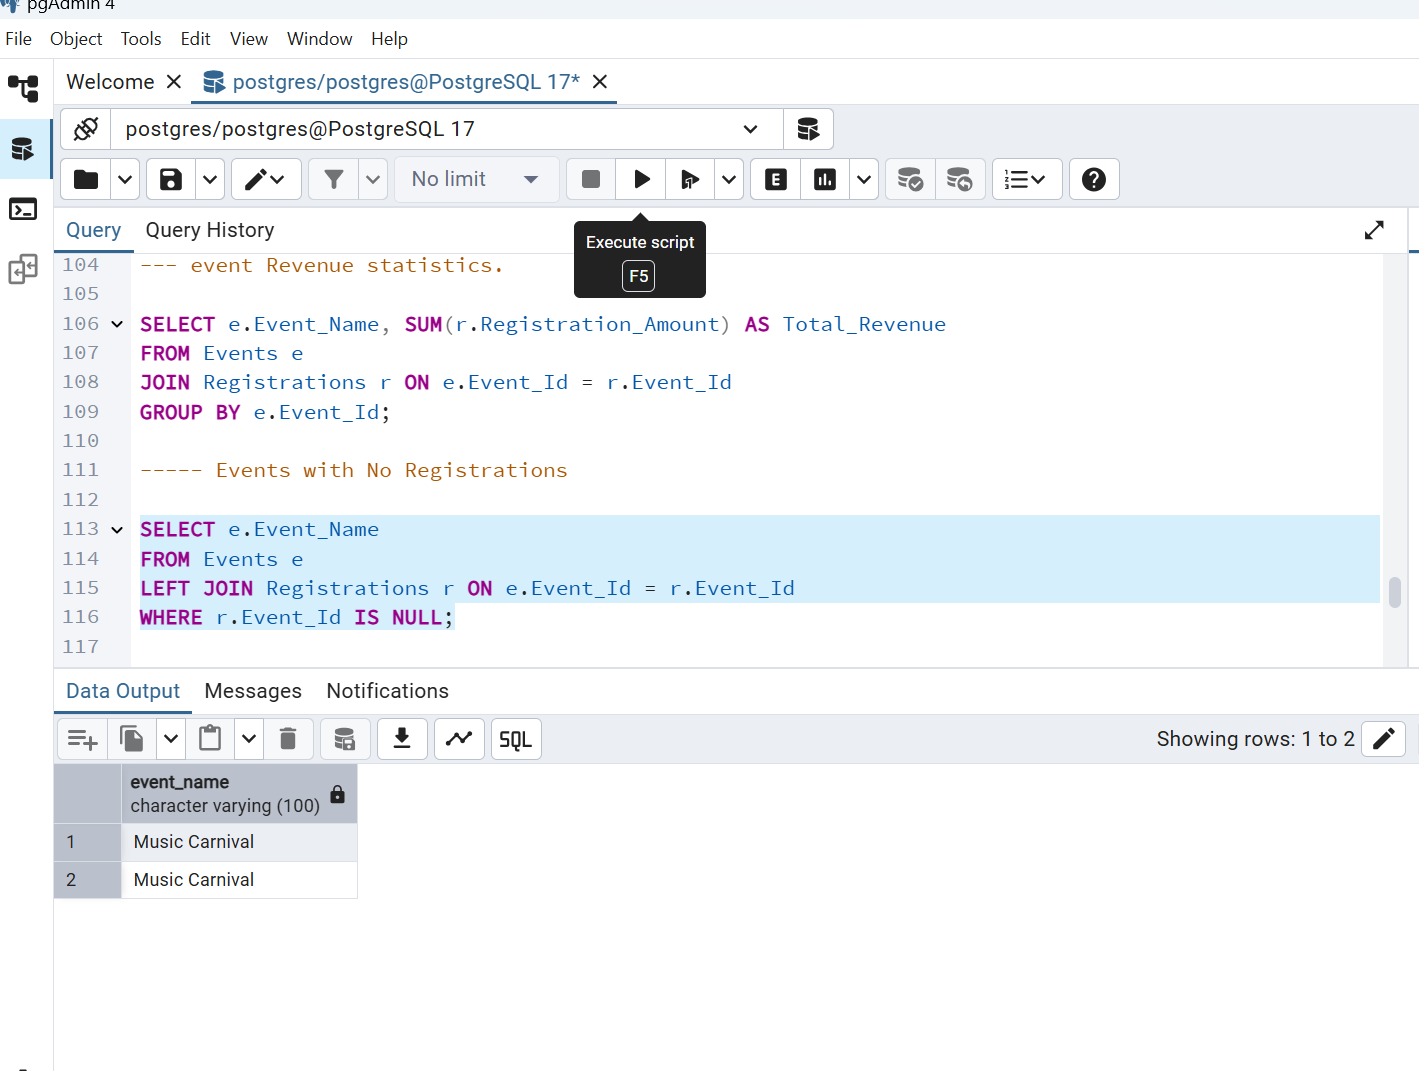 pgAdmin 4
File Object Tools Edit View Window Help
Welcome postgres/postgres@PostgreSQL 17*
postgres/postgres@PostgreSQL 17
No limit E
Query Query History
Execute script
F5
104 --- event Revenue statistics.
105
106 SELECT e.Event_Name, SUM(r.Registration_Amount) AS Total_Revenue
107 FROM Events e
108 JOIN Registrations r ON e.Event_Id = r.Event_Id
109 GROUP BY e.Event_Id;
110
111 ----- Events with No Registrations
112
113 SELECT e.Event_Name
114 FROM Events e
115 LEFT JOIN Registrations r ON e.Event_Id = r.Event_Id
116 WHERE r.Event_Id IS NULL;
117
Data Output Messages Notifications
SQL Showing rows: 1 to 2
event_name
character varying (100)
1 Music Carnival
2 Music Carnival